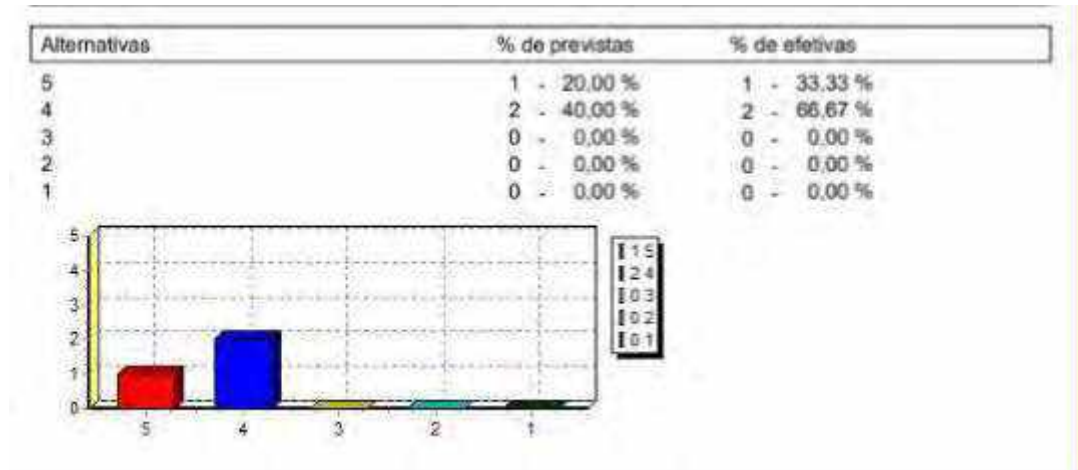 Alternativas % de previstas % de efetivas
5 1 - 20,00 % 1 - 33,33 %
4 2 - 40,00 % 2 - 66,67 %
3 0 - 0,00 % 0 - 0,00 %
2 0 - 0,00 % 0 - 0,00 %
1 0 - 0,00 % 0 - 0,00 %
5
4
3
2
1
0
5 4 3 2 1
1 5
2 4
0 3
0 2
0 1